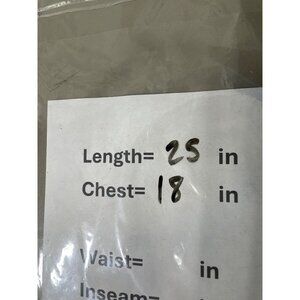 Length= 25 in
Chest= 18 in
Waist= in
Inseam=